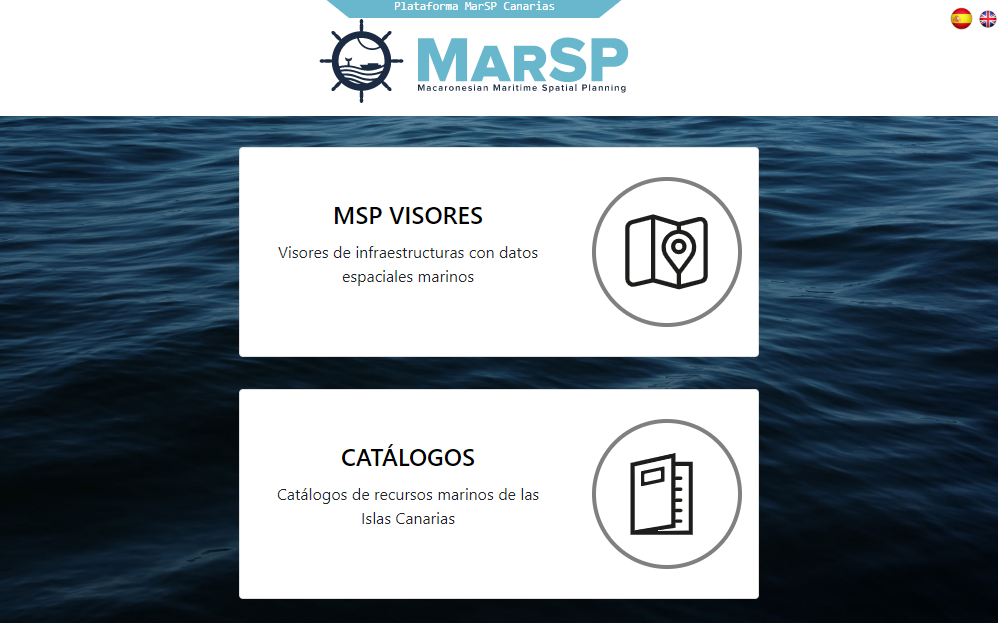 Plataforma MarSP Canarias
MARSP
Macaronesian Maritime Spatial Planning
MSP VISORES
Visores de infraestructuras con datos
espaciales marinos
CATÁLOGOS
Catálogos de recursos marinos de las
Islas Canarias